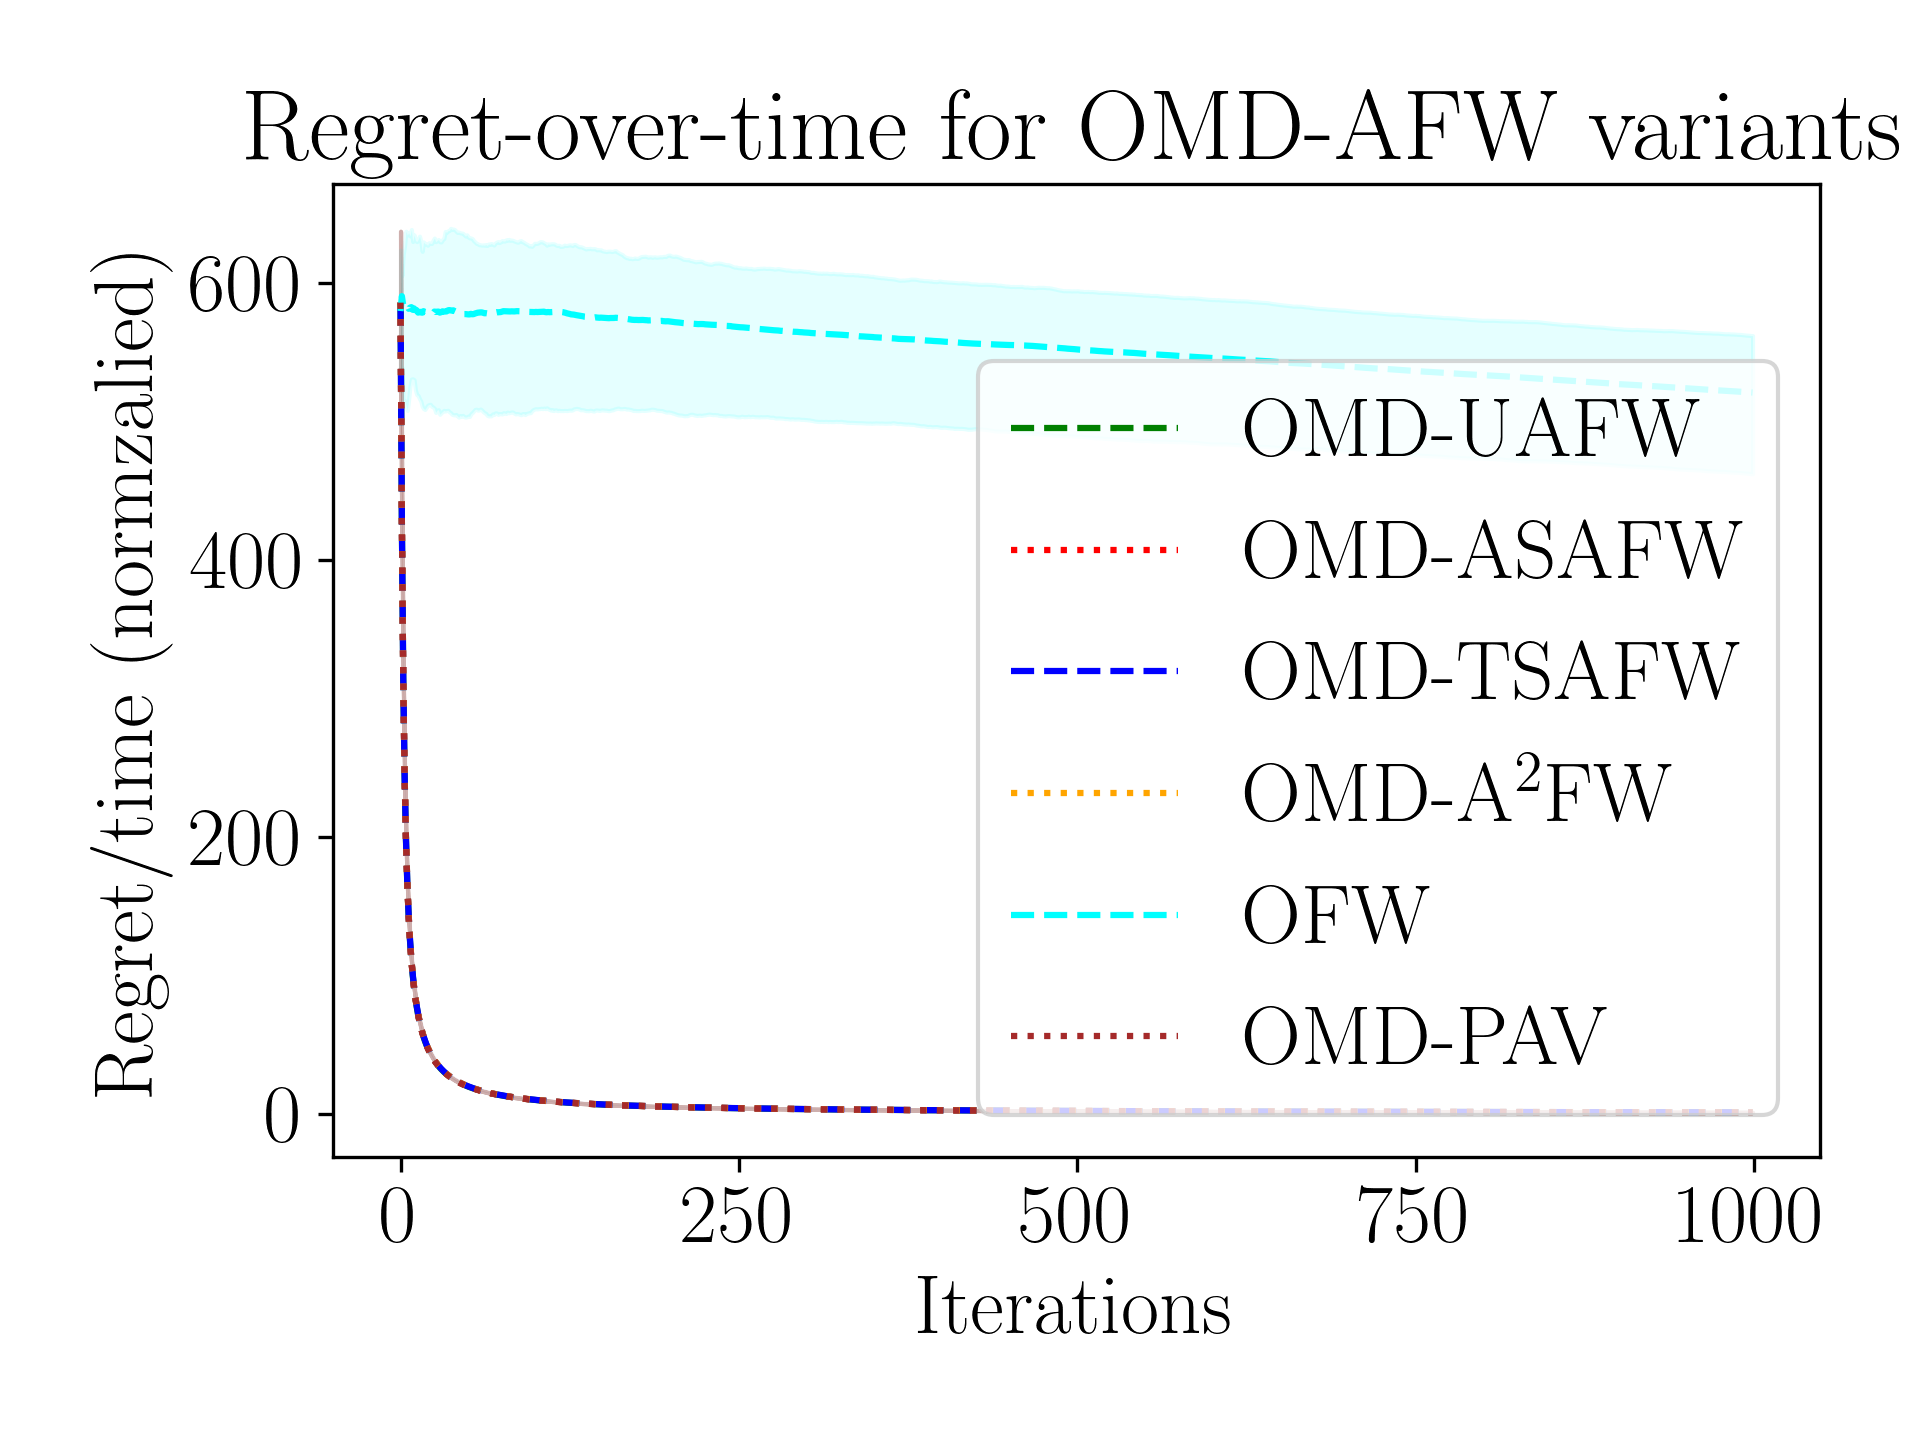 Regret-over-time for OMD-AFW variants
Regret/time (normzalied)
600
400
200
0
OMD-UAFW
OMD-ASAFW
OMD-TSAFW
OMD-A²FW
OFW
OMD-PAV
0 250 500 750 1000
Iterations